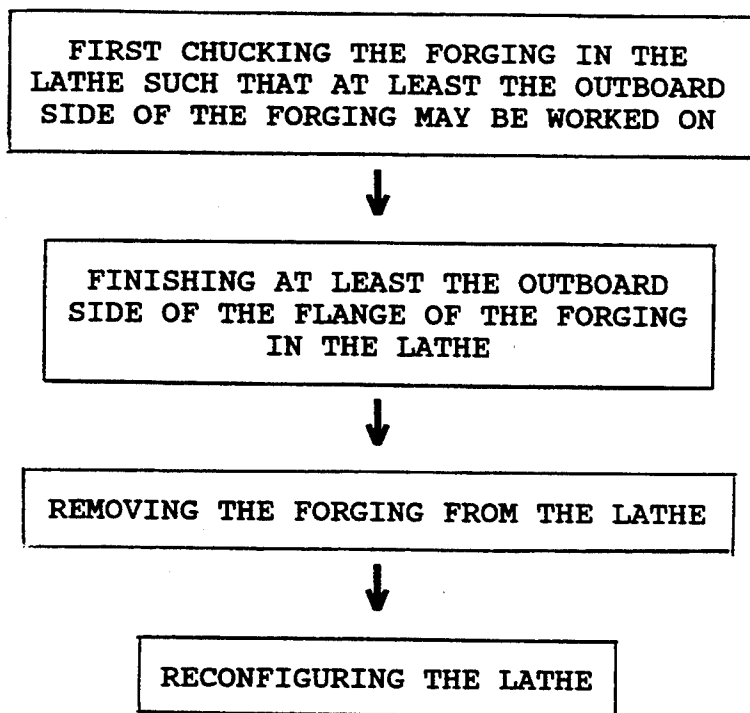 FIRST CHUCKING THE FORGING IN THE
LATHE SUCH THAT AT LEAST THE OUTBOARD
SIDE OF THE FORGING MAY BE WORKED ON
FINISHING AT LEAST THE OUTBOARD
SIDE OF THE FLANGE OF THE FORGING
IN THE LATHE
REMOVING THE FORGING FROM THE LATHE
RECONFIGURING THE LATHE